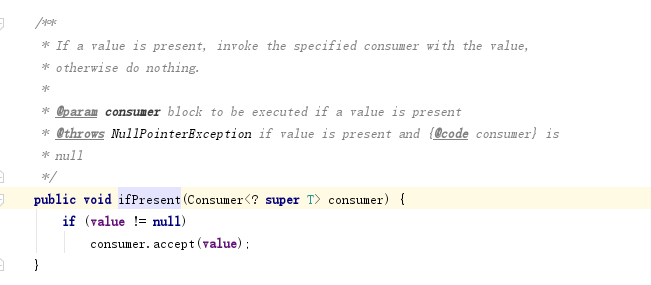 /**
* If a value is present, invoke the specified consumer with the value,
* otherwise do nothing.
*
* @param consumer block to be executed if a value is present
* @throws NullPointerException if value is present and {@code consumer} is
* null
*/
public void ifPresent(Consumer<? super T> consumer) {
if (value != null)
consumer.accept(value);
}